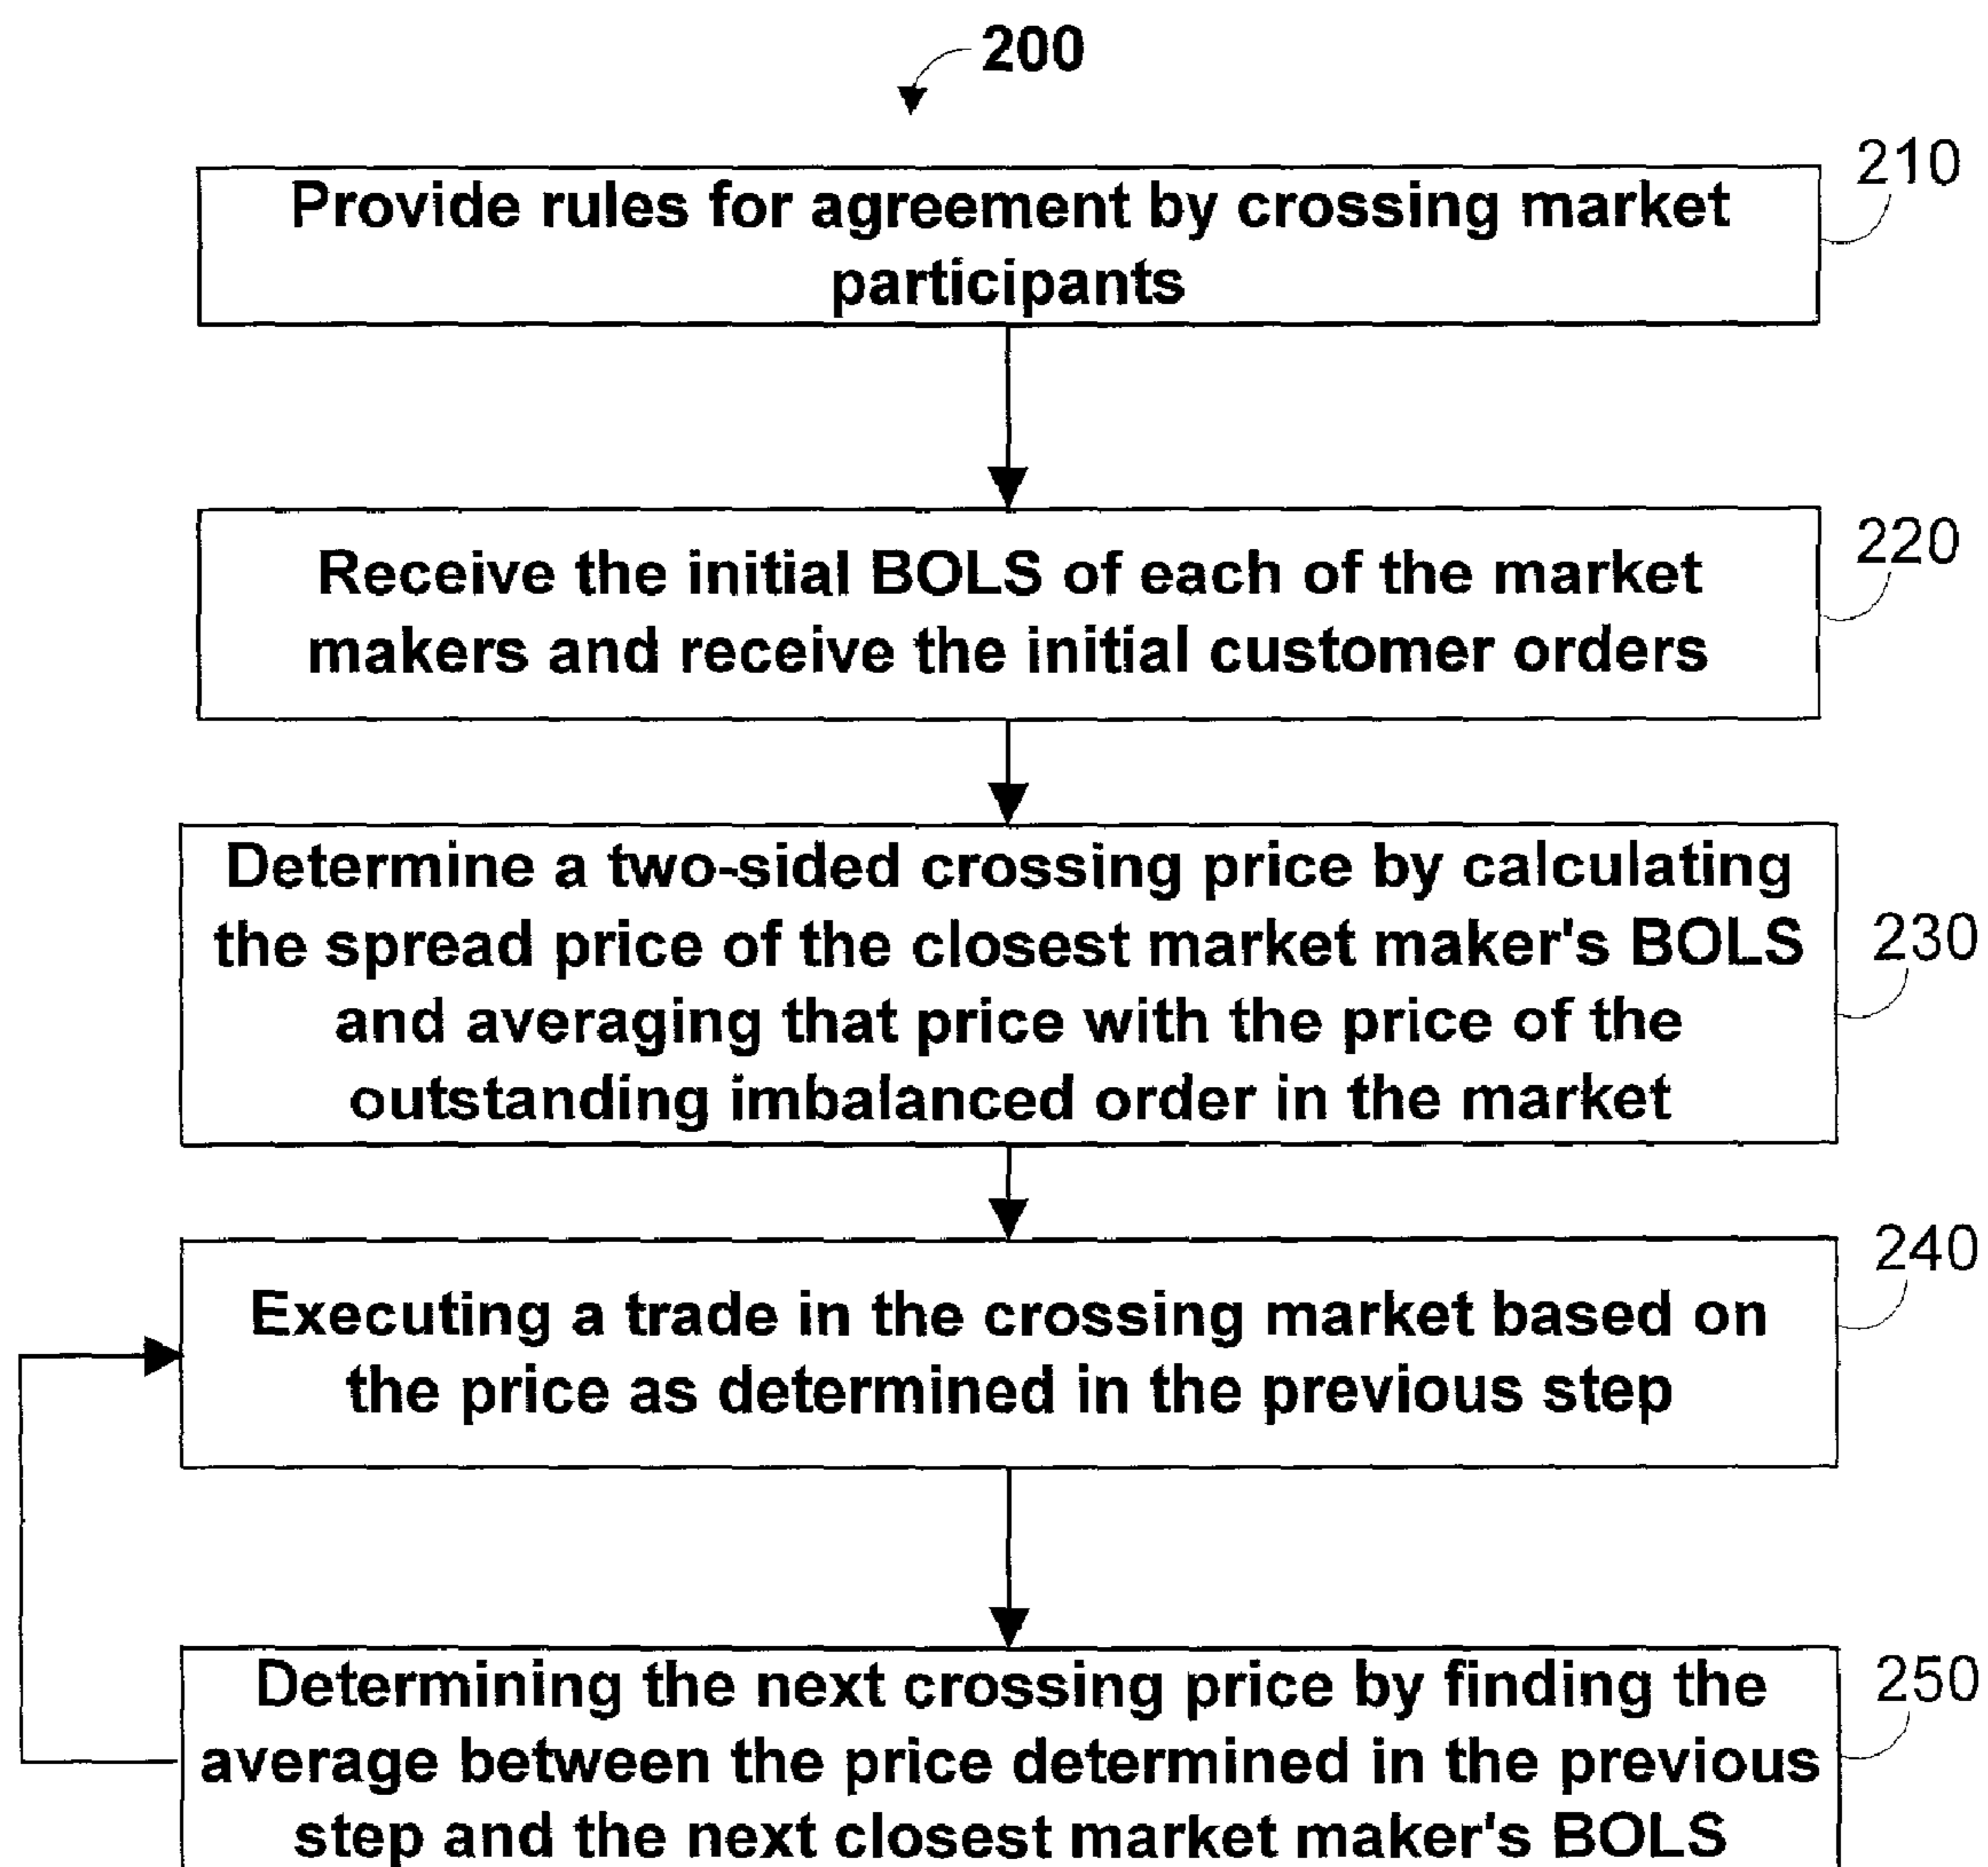 200
210
Provide rules for agreement by crossing market
participants
220
Receive the initial BOLS of each of the market
makers and receive the initial customer orders
230
Determine a two-sided crossing price by calculating
the spread price of the closest market maker's BOLS
and averaging that price with the price of the
outstanding imbalanced order in the market
240
Executing a trade in the crossing market based on
the price as determined in the previous step
250
Determining the next crossing price by finding the
average between the price determined in the previous
step and the next closest market maker's BOLS